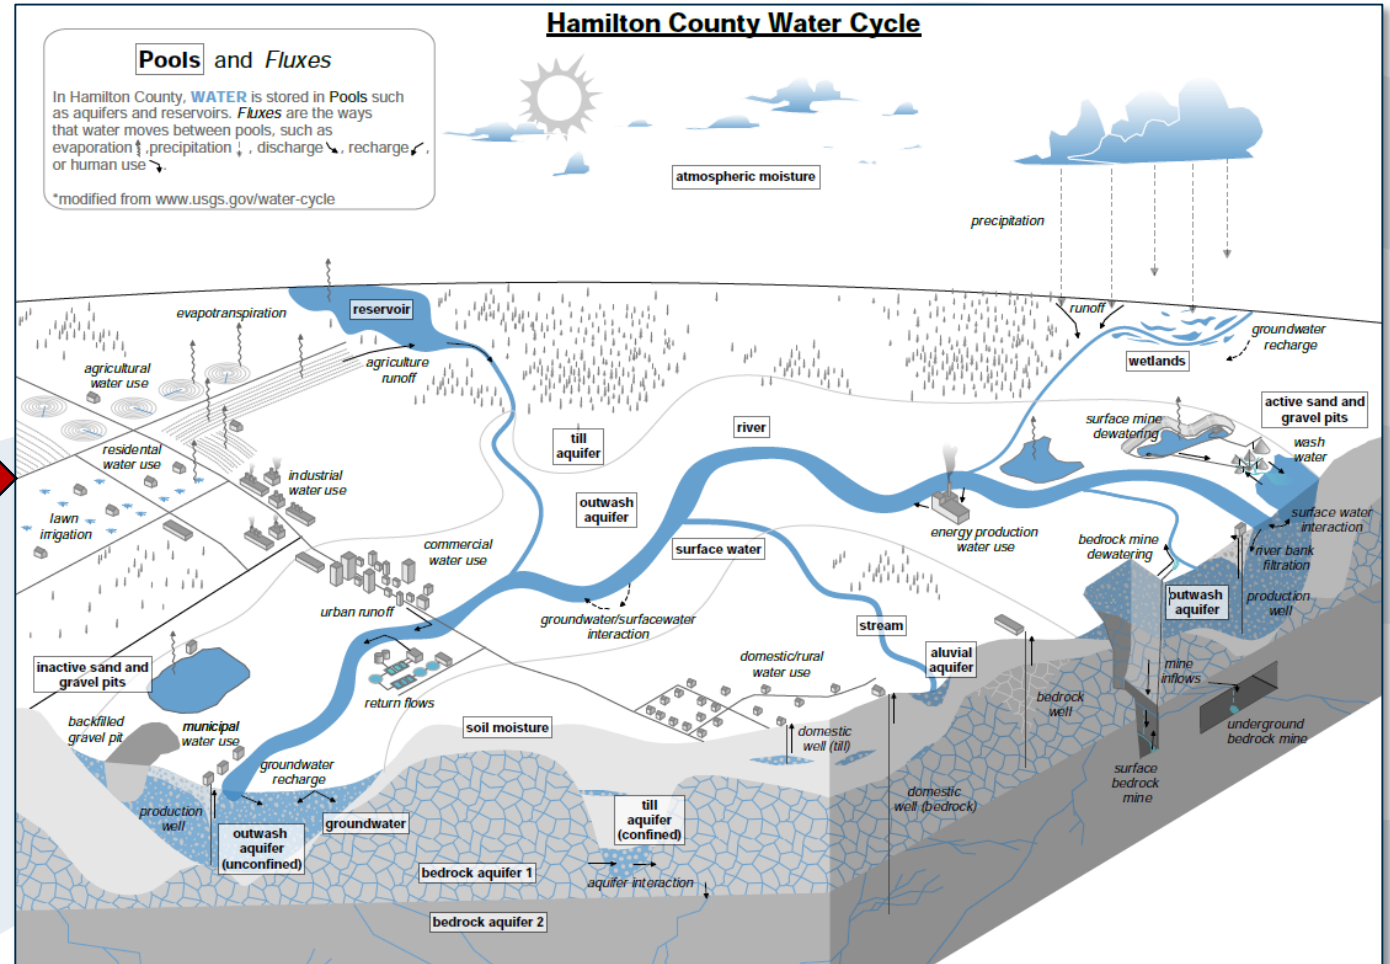 Hamilton County Water Cycle
Pools and Fluxes
In Hamilton County, WATER is stored in Pools such
as aquifers and reservoirs. Fluxes are the ways
that water moves between pools, such as
evaporation ,precipitation , discharge , recharge ,
or human use .
*modified from www.usgs.gov/water-cycle
atmospheric moisture
precipitation
evapotranspiration
reservoir
runoff
groundwater
recharge
wetlands
agricultural
water use
agriculture
runoff
active sand and
gravel pits
surface mine
dewatering
wash
water
river
till
aquifer
residental
water use
industrial
water use
lawn
irrigation
outwash
aquifer
surface water
interaction
energy production
water use
bedrock mine
dewatering
river bank
filtration
surface water
commercial
water use
outwash
aquifer
production
well
urban runoff
groundwater/surfacewater
interaction
stream
aluvial
aquifer
domestic/rural
water use
mine
inflows
inactive sand and
gravel pits
return flows
bedrock
well
backfilled
gravel pit
municipal
water use
soil moisture
domestic
well (till)
underground
bedrock mine
groundwater
recharge
surface
bedrock
mine
domestic
well (bedrock)
production
well
outwash
aquifer
(unconfined)
groundwater
till
aquifer
(confined)
bedrock aquifer 1
aquifer interaction
bedrock aquifer 2